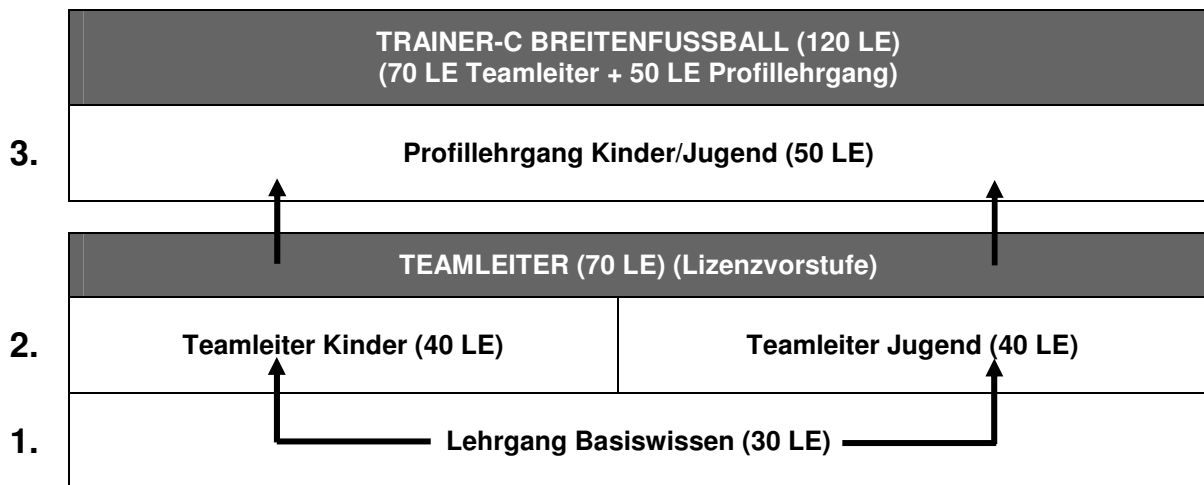 TRAINER-C BREITENFUSSBALL (120 LE)
(70 LE Teamleiter + 50 LE Profillehrgang)
3.
Profillehrgang Kinder/Jugend (50 LE)
TEAMLEITER (70 LE) (Lizenzvorstufe)
2.
Teamleiter Kinder (40 LE)
Teamleiter Jugend (40 LE)
1.
Lehrgang Basiswissen (30 LE)